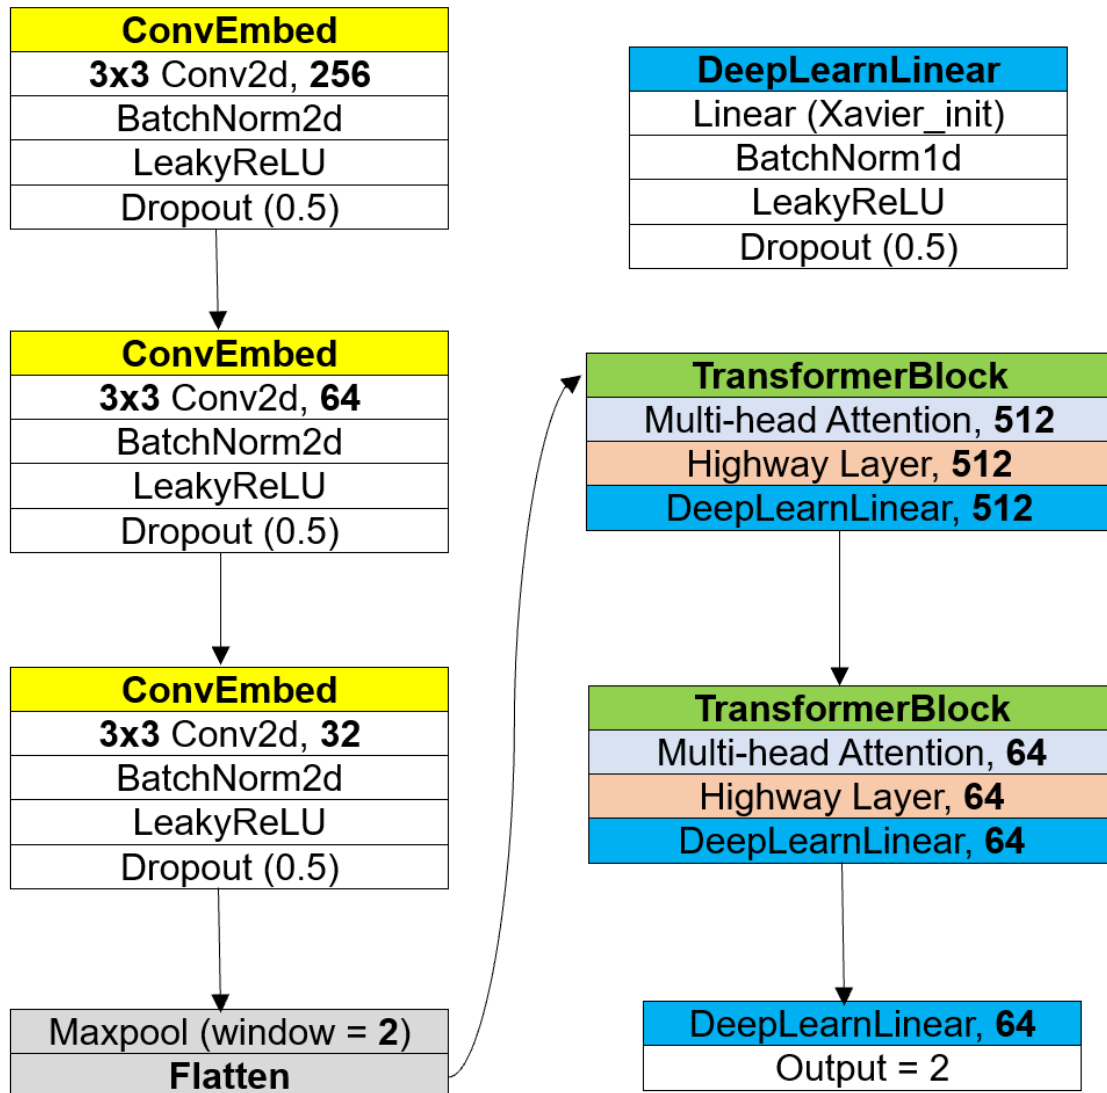 ConvEmbed
3x3 Conv2d, 256
BatchNorm2d
LeakyReLU
Dropout (0.5)
ConvEmbed
3x3 Conv2d, 64
BatchNorm2d
LeakyReLU
Dropout (0.5)
ConvEmbed
3x3 Conv2d, 32
BatchNorm2d
LeakyReLU
Dropout (0.5)
Maxpool (window = 2)
Flatten
DeepLearnLinear
Linear (Xavier_init)
BatchNorm1d
LeakyReLU
Dropout (0.5)
TransformerBlock
Multi-head Attention, 512
Highway Layer, 512
DeepLearnLinear, 512
TransformerBlock
Multi-head Attention, 64
Highway Layer, 64
DeepLearnLinear, 64
DeepLearnLinear, 64
Output = 2